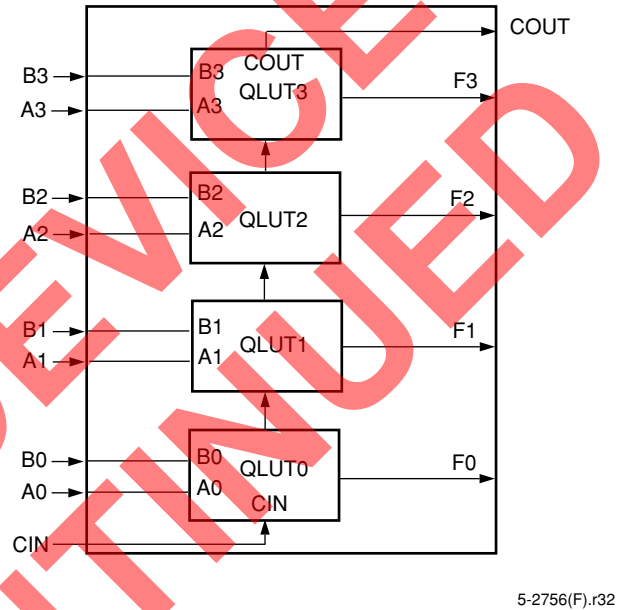 COUT
B3
B3
COUT
QLUT3
F3
A3
A3
B2
B2
QLUT2
F2
A2
A2
B1
B1
QLUT1
F1
A1
A1
B0
B0
QLUT0
F0
A0
A0
CIN
CIN
5-2756(F).r32
DEVICE
TINUED